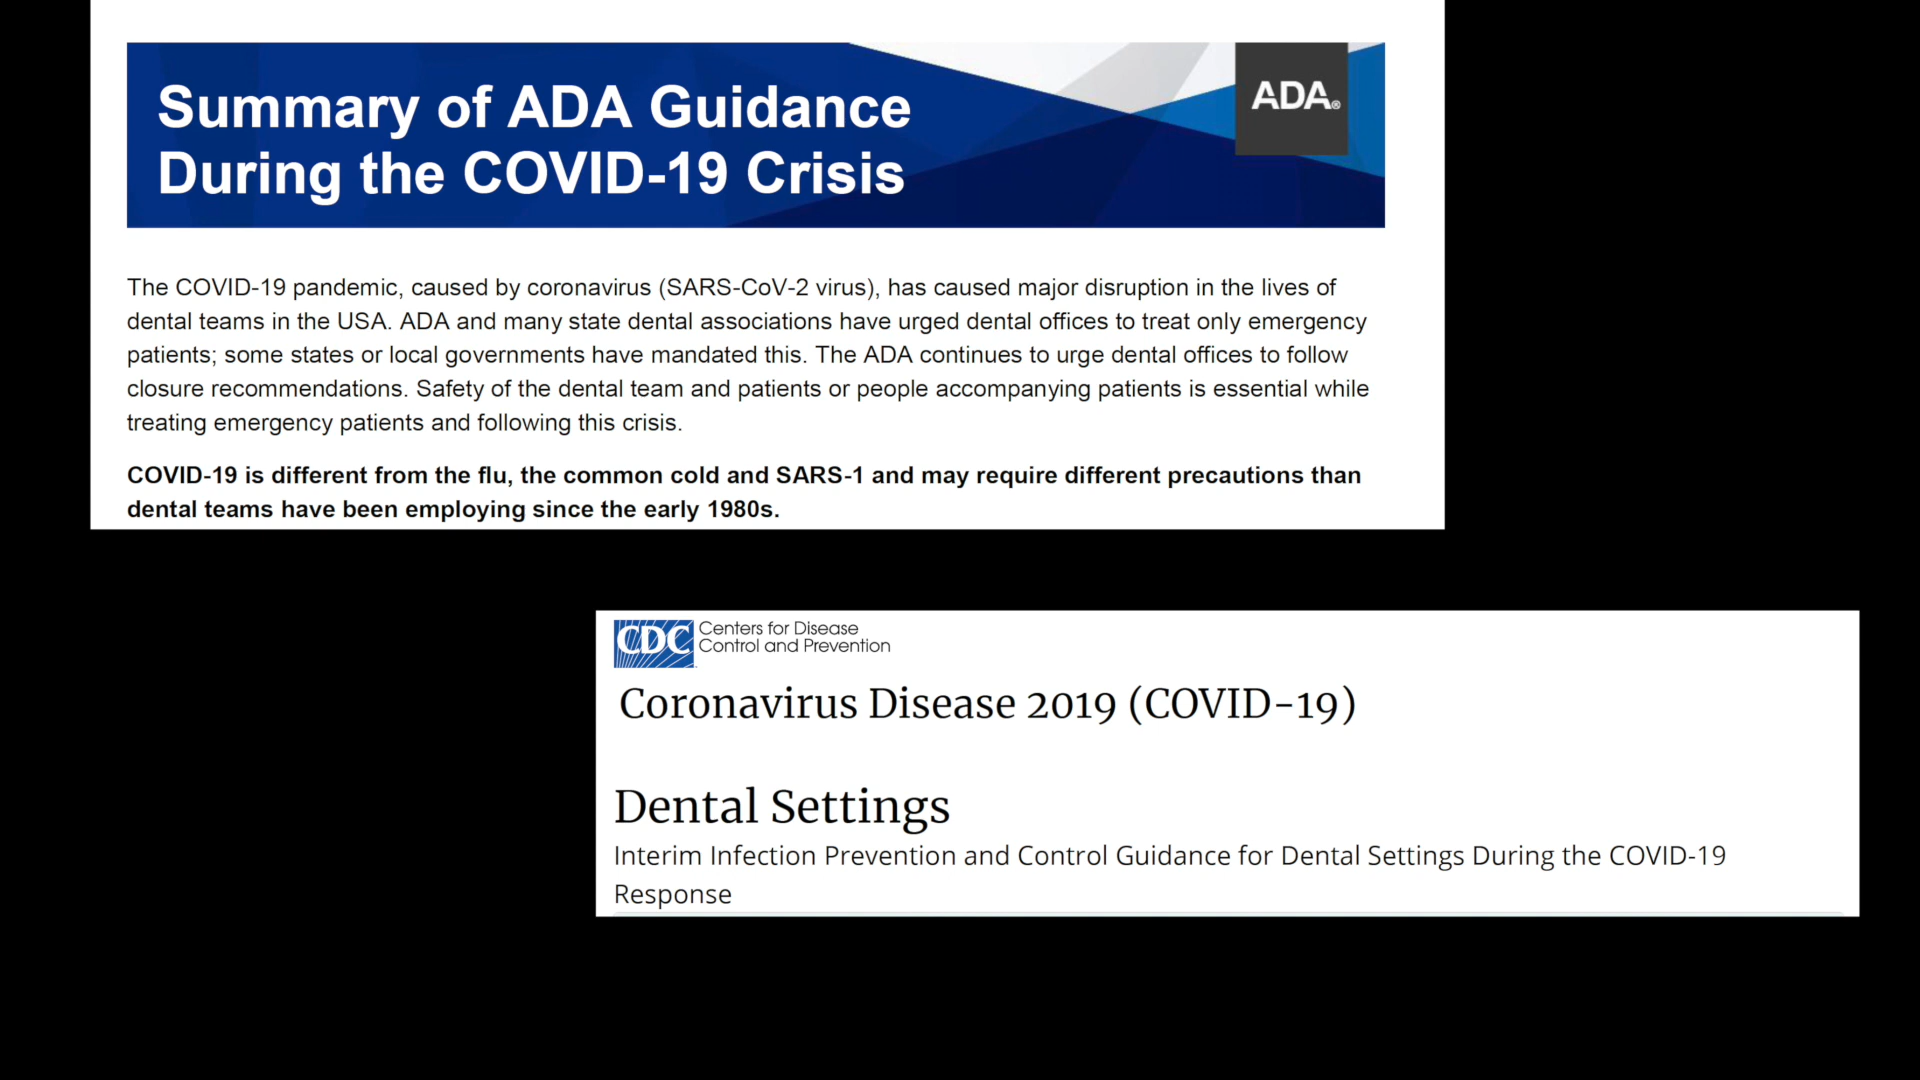 Summary of ADA Guidance
During the COVID-19 Crisis
ADA®
The COVID-19 pandemic, caused by coronavirus (SARS-CoV-2 virus), has caused major disruption in the lives of
dental teams in the USA. ADA and many state dental associations have urged dental offices to treat only emergency
patients; some states or local governments have mandated this. The ADA continues to urge dental offices to follow
closure recommendations. Safety of the dental team and patients or people accompanying patients is essential while
treating emergency patients and following this crisis.
COVID-19 is different from the flu, the common cold and SARS-1 and may require different precautions than
dental teams have been employing since the early 1980s.
CDC
Centers for Disease
Control and Prevention
Coronavirus Disease 2019 (COVID-19)
Dental Settings
Interim Infection Prevention and Control Guidance for Dental Settings During the COVID-19
Response